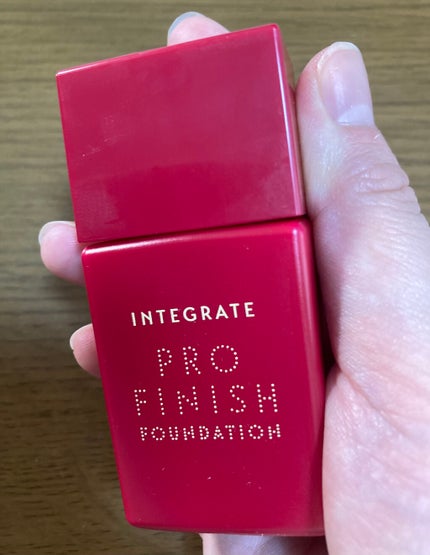 INTEGRATE
PRO
FINISH
FOUNDATION